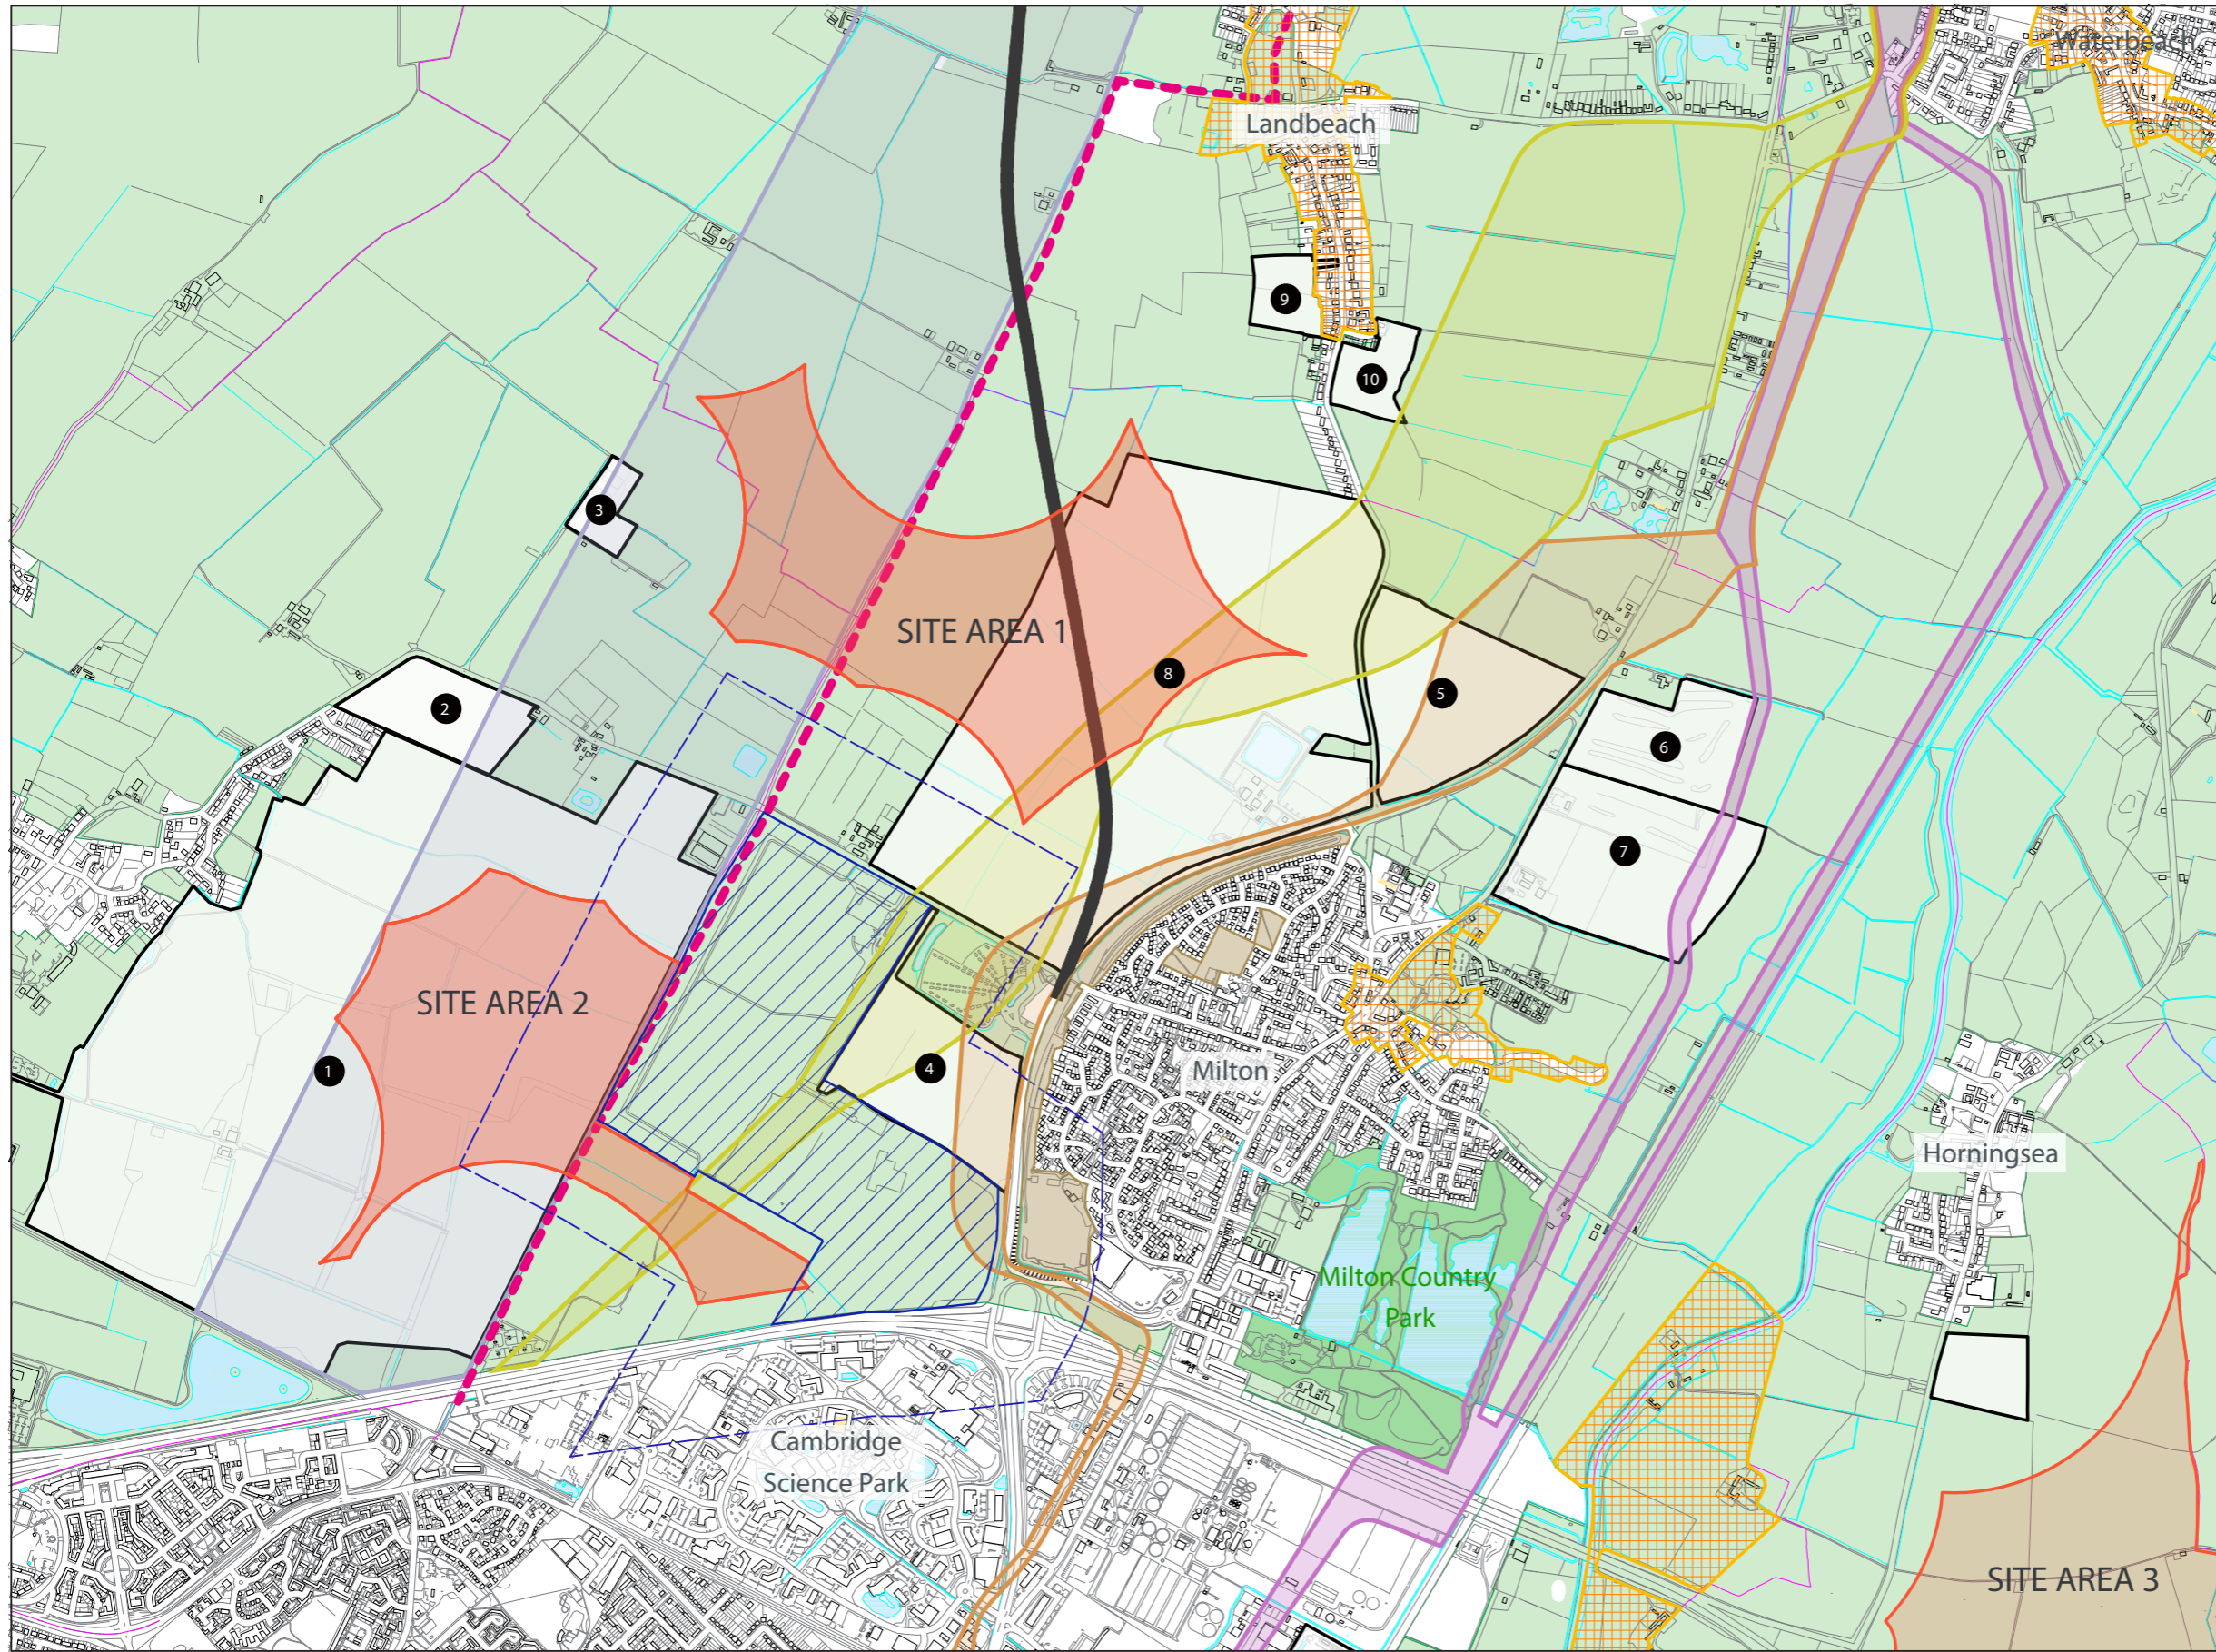 Waterbeach
Landbeach
9
10
3
SITE AREA 1
8
5
2
6
7
SITE AREA 2
1
4
Milton
Horningsea
Milton Country
Park
Cambridge
Science Park
SITE AREA 3